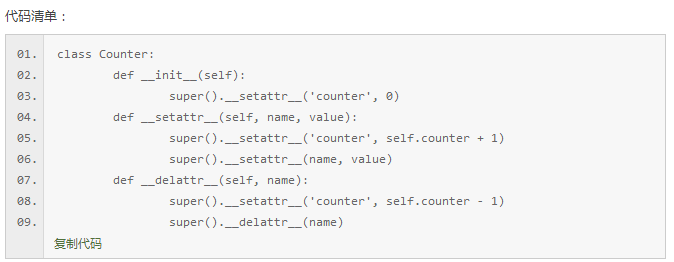 代码清单：
01. class Counter:
02.         def __init__(self):
03.                 super().__setattr__('counter', 0)
04.         def __setattr__(self, name, value):
05.                 super().__setattr__('counter', self.counter + 1)
06.                 super().__setattr__(name, value)
07.         def __delattr__(self, name):
08.                 super().__setattr__('counter', self.counter - 1)
09.                 super().__delattr__(name)
复制代码